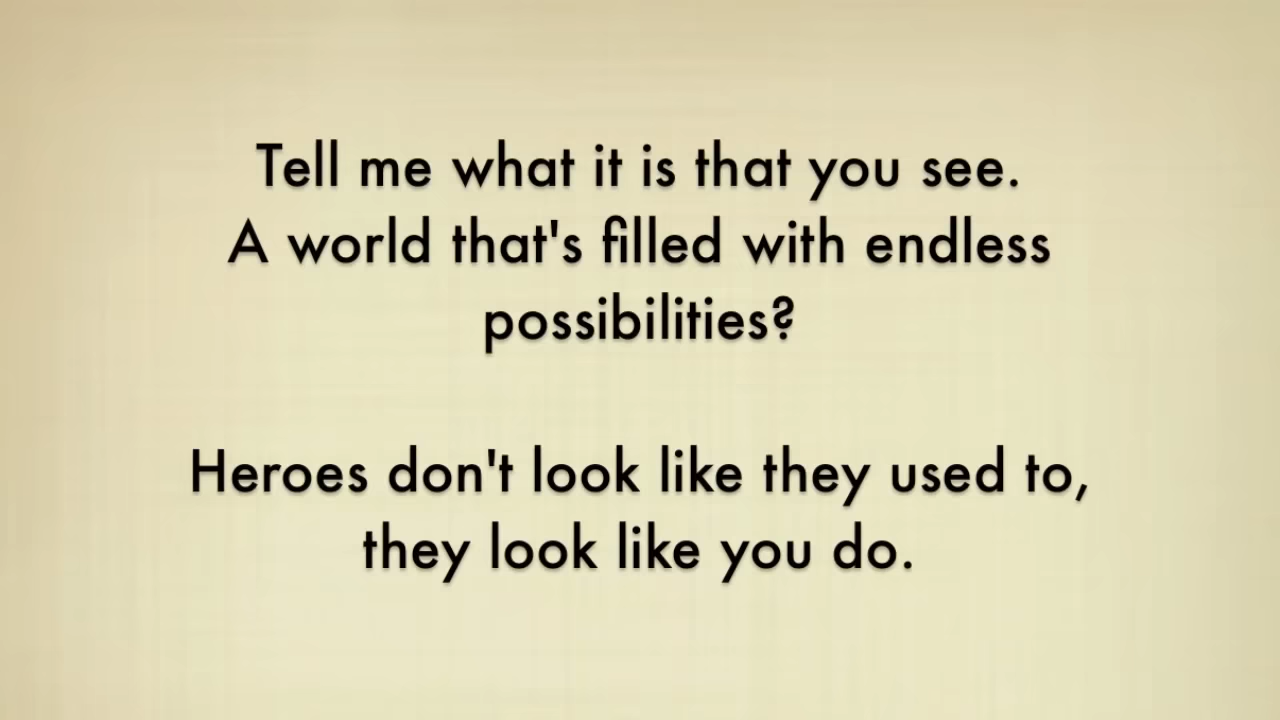 Tell me what it is that you see.
A world that's filled with endless
possibilities?
Heroes don't look like they used to,
they look like you do.